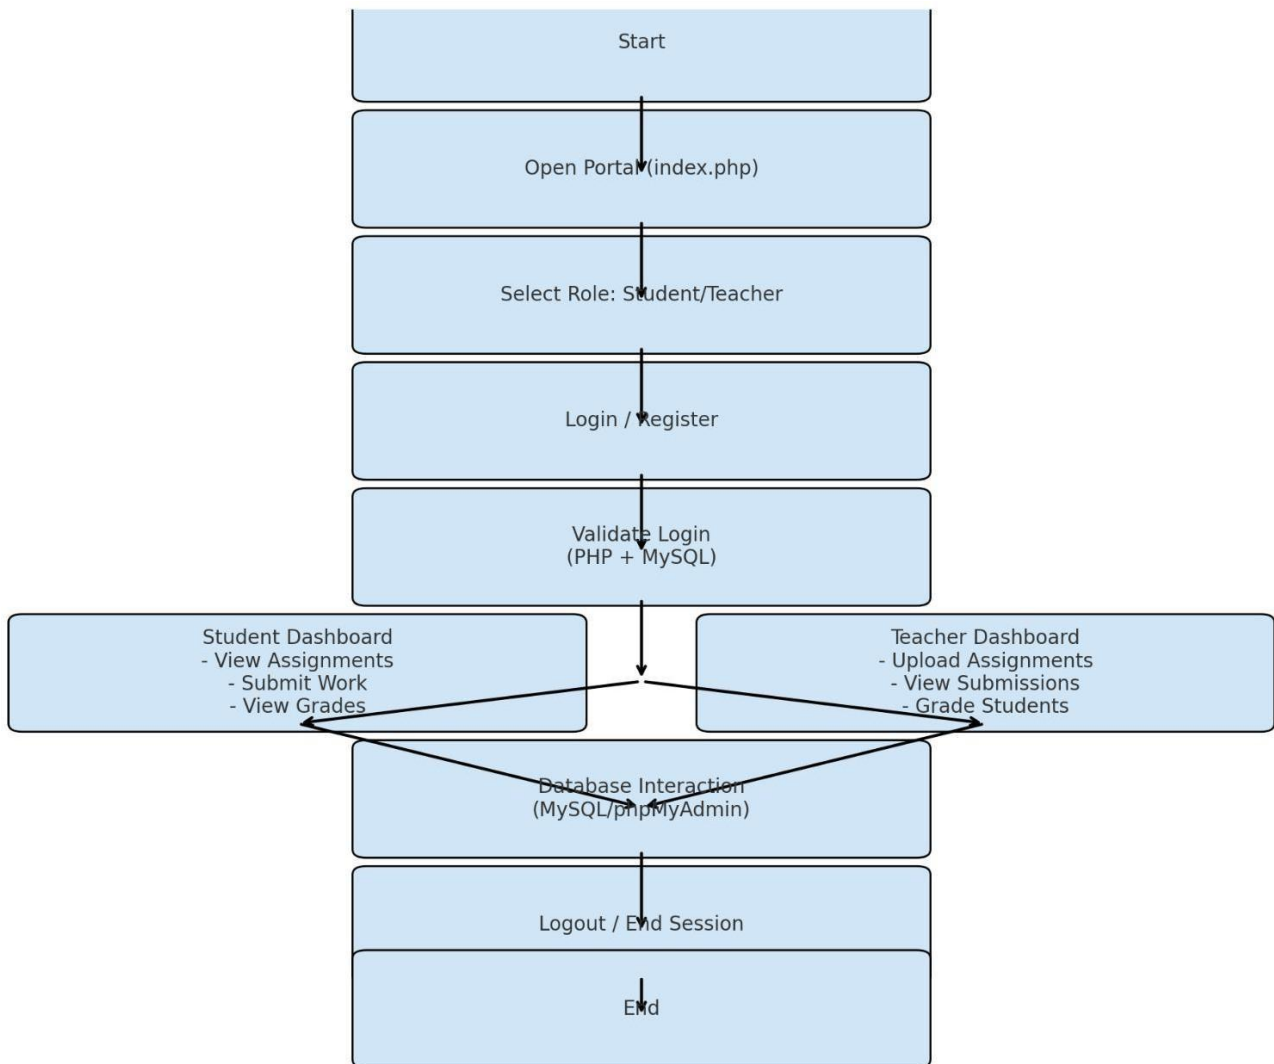 Start
Open Portal (index.php)
Select Role: Student/Teacher
Login / Register
Validate Login
(PHP + MySQL)
Student Dashboard
- View Assignments
- Submit Work
- View Grades
Teacher Dashboard
- Upload Assignments
- View Submissions
- Grade Students
Database Interaction
(MySQL/phpMyAdmin)
Logout / End Session
End